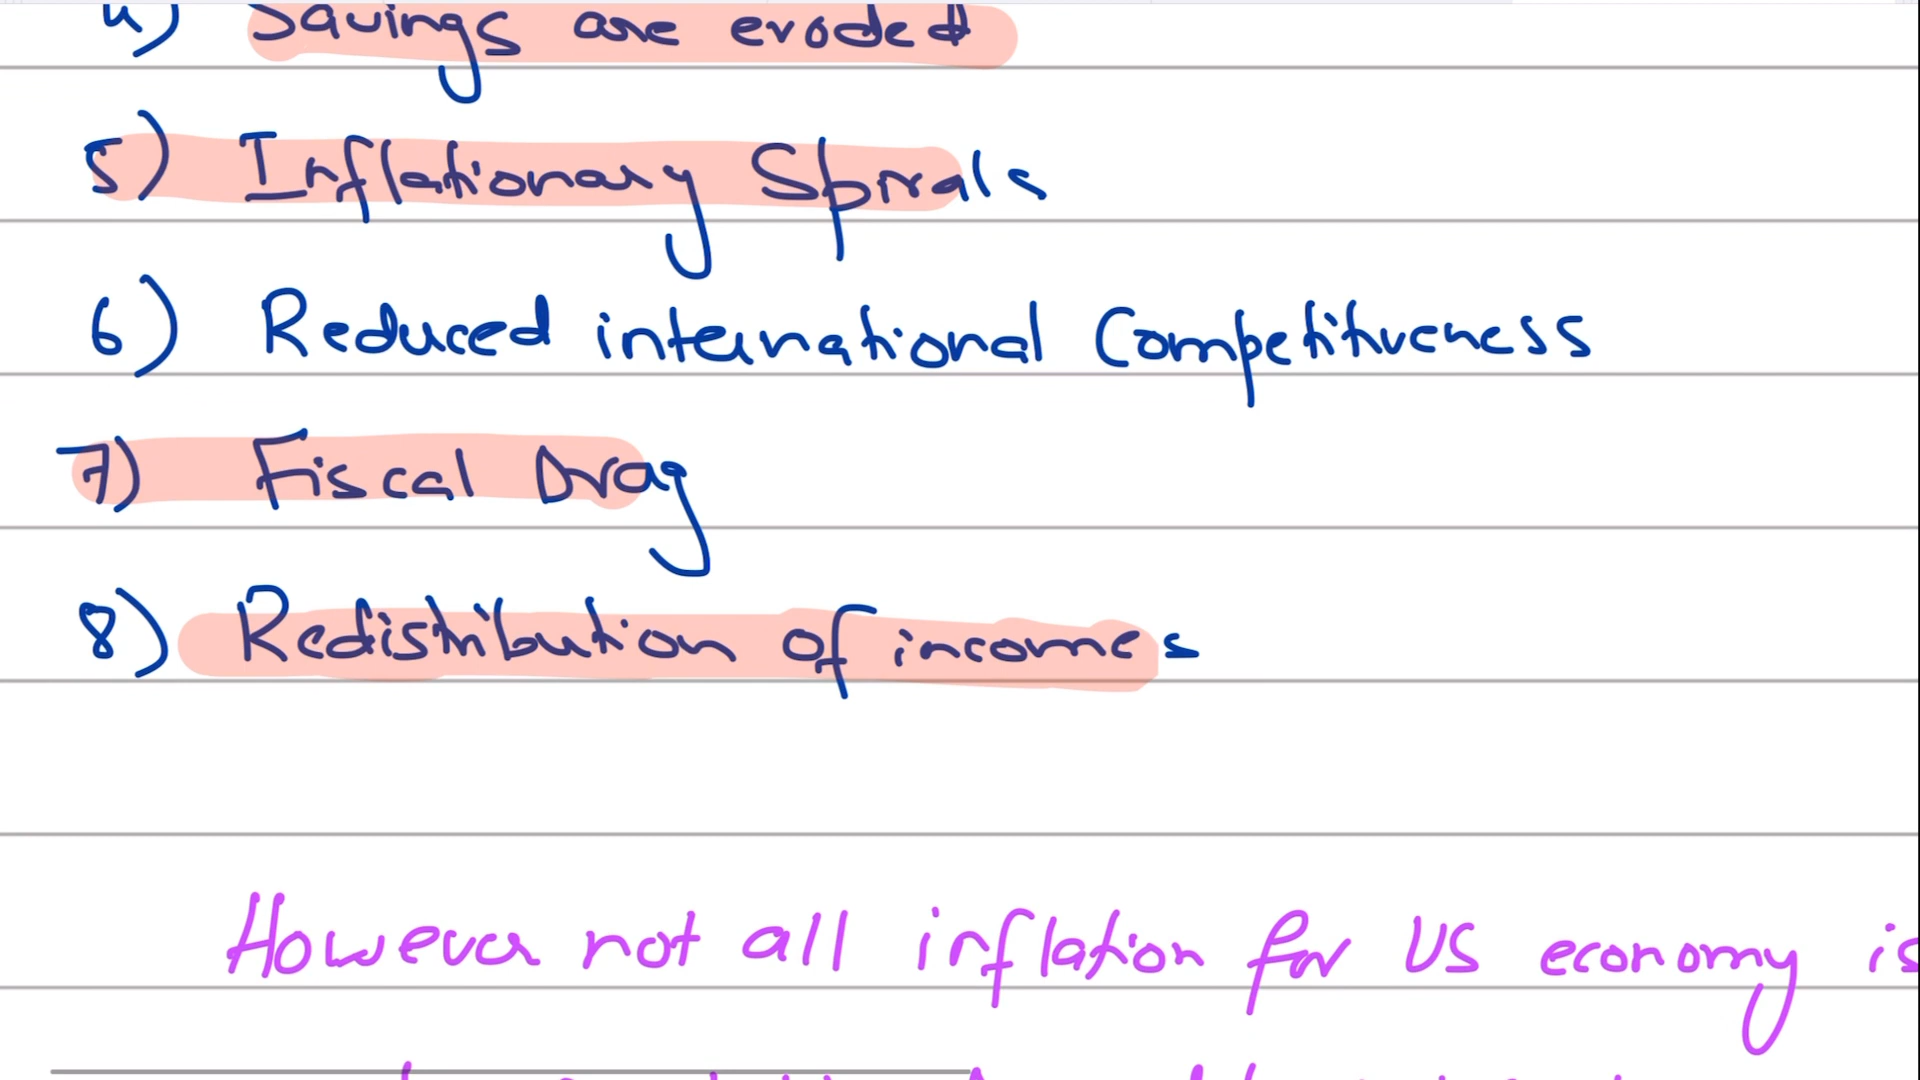 4) Savings are eroded
5) Inflationary Spirals
6) Reduced international Competitiveness
7) Fiscal Drag
8) Redistribution of incomes
However not all inflation for US economy is